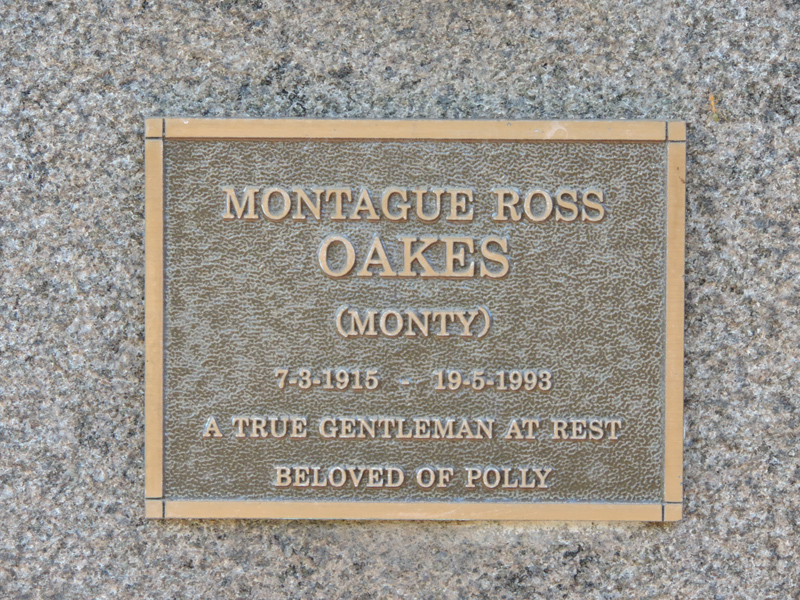 MONTAGUE ROSS
OAKES
(MONTY)
7-3-1915 - 19-5-1993
A TRUE GENTLEMAN AT REST
BELOVED OF POLLY